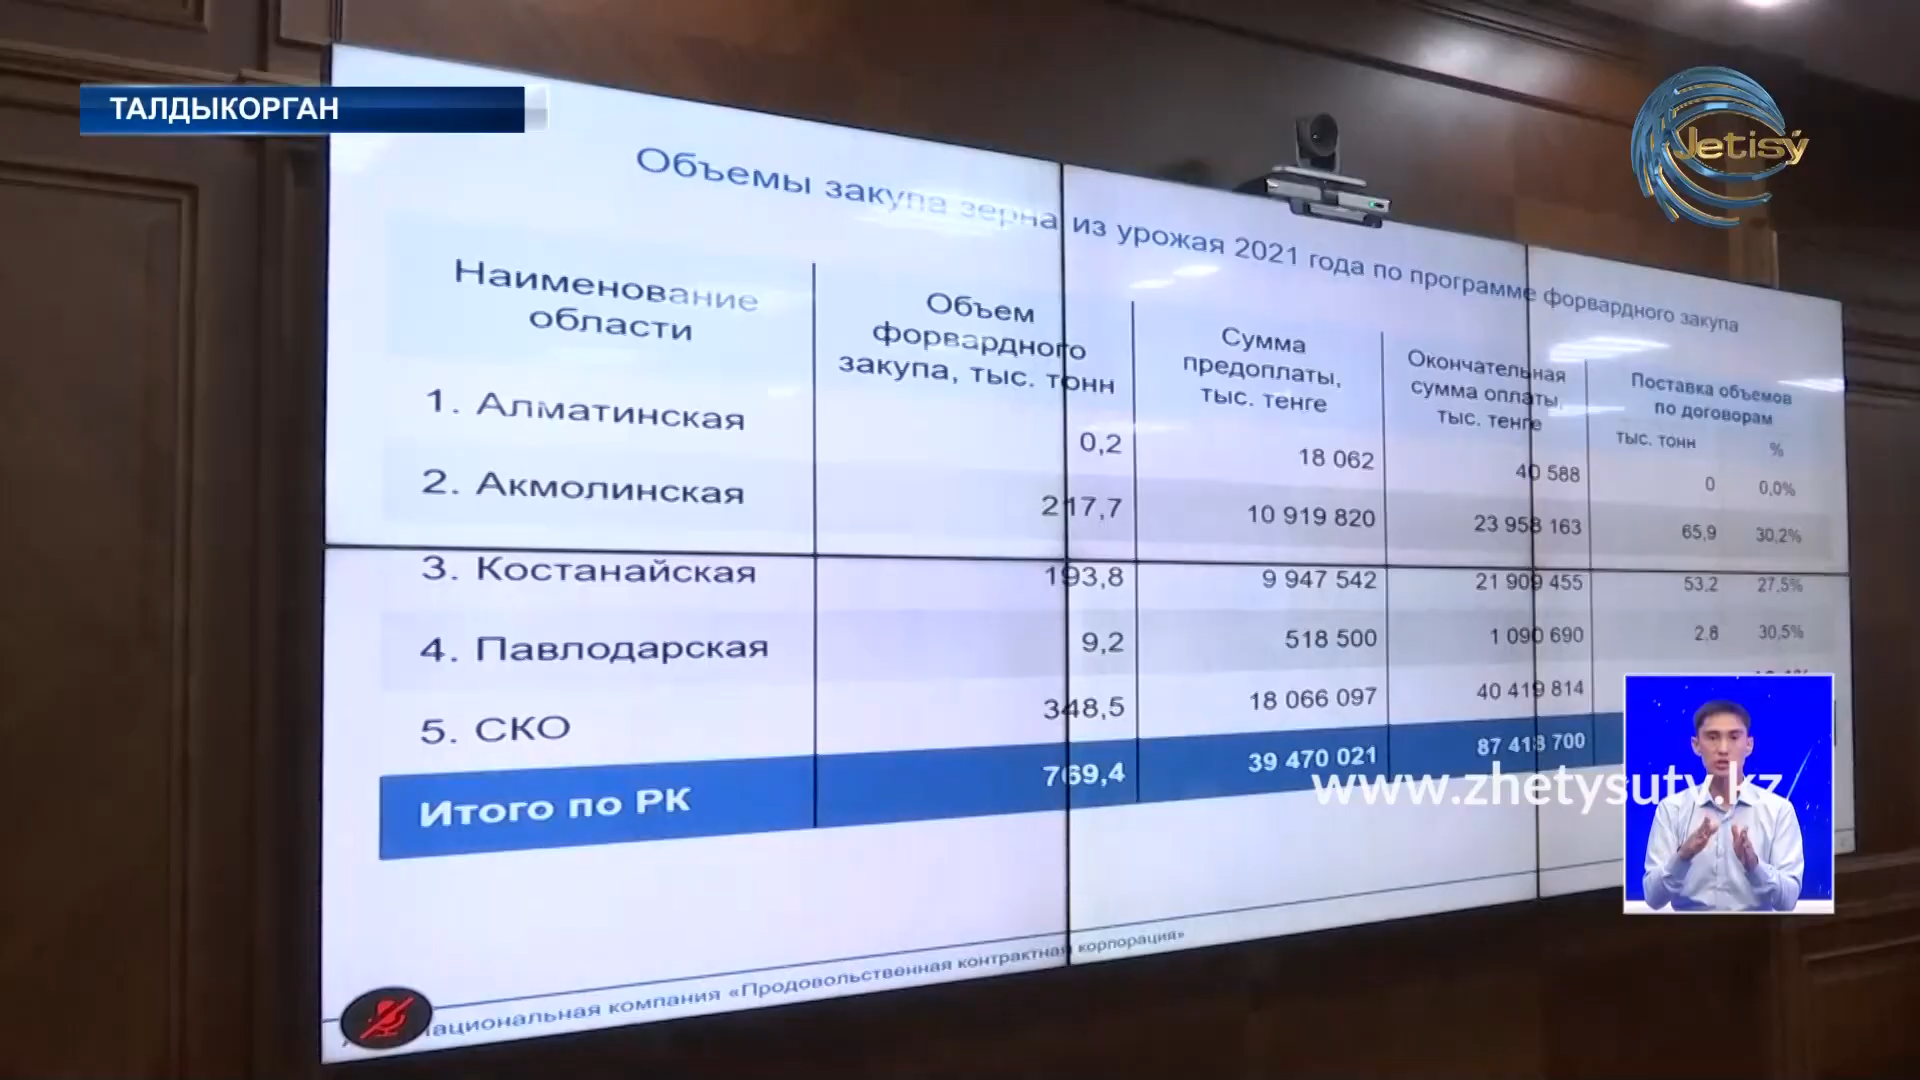 ТАЛДЫКОРГАН
Jetisý
Объемы закупа зерна из урожая 2021 года по программе форвардного закупа
Наименование
области
Объем
форвардного
закупа, тыс. тонн
Сумма
предоплаты,
тыс. тенге
Окончательная
сумма оплаты,
тыс. тенге
Поставка объемов
по договорам
тыс. тонн %
1. Алматинская 0,2 18 062 40 588 0 0,0%
2. Акмолинская 217,7 10 919 820 23 958 163 65,9 30,2%
3. Костанайская 193,8 9 947 542 21 909 455 53,2 27,5%
4. Павлодарская 9,2 518 500 1 090 690 2,8 30,5%
5. СКО 348,5 18 066 097 40 419 814
Итого по РК 769,4 39 470 021 87 418 700
www.zhetysutv.kz
национальная компания «Продовольственная контрактная корпорация»